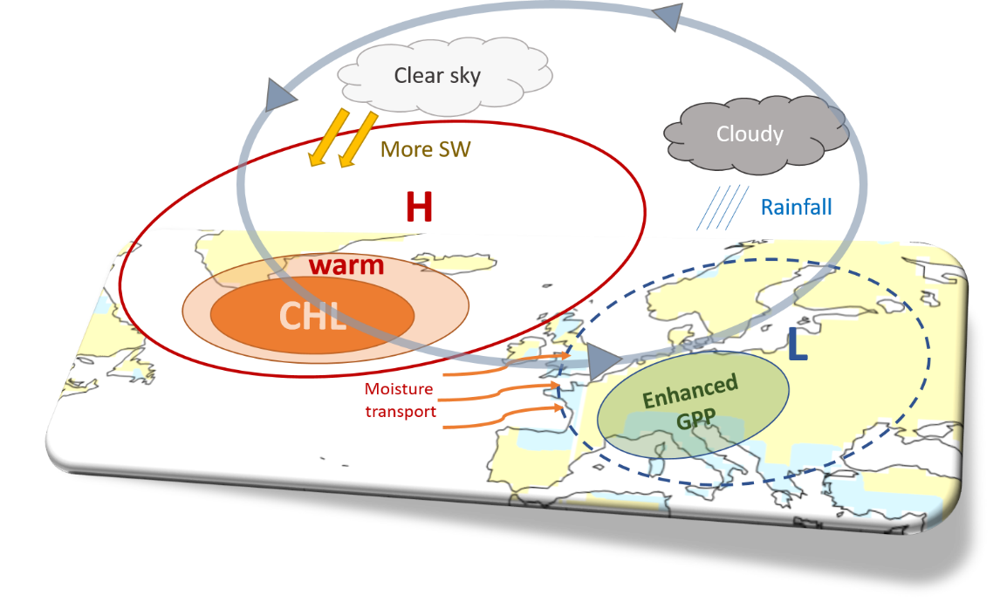 Clear sky
Cloudy
More SW
H
Rainfall
warm
CHL
L
Moisture
transport
Enhanced
GPP